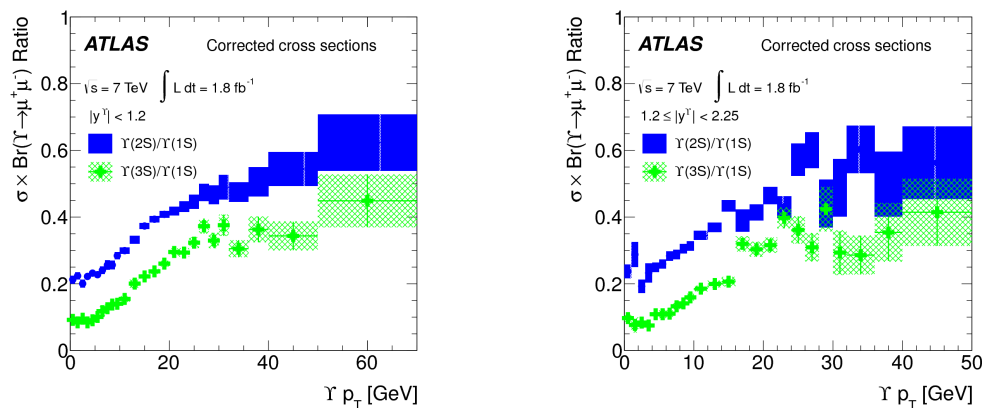 σ × Br(ϒ→μ⁺μ⁻) Ratio
1
0.8
0.6
0.4
0.2
0
ATLAS Corrected cross sections
√s = 7 TeV ∫ L dt = 1.8 fb⁻¹
|y^ϒ| < 1.2
ϒ(2S)/ϒ(1S)
ϒ(3S)/ϒ(1S)
0 20 40 60
ϒ p_T [GeV]
σ × Br(ϒ→μ⁺μ⁻) Ratio
1
0.8
0.6
0.4
0.2
0
ATLAS Corrected cross sections
√s = 7 TeV ∫ L dt = 1.8 fb⁻¹
1.2 ≤ |y^ϒ| < 2.25
ϒ(2S)/ϒ(1S)
ϒ(3S)/ϒ(1S)
0 10 20 30 40 50
ϒ p_T [GeV]